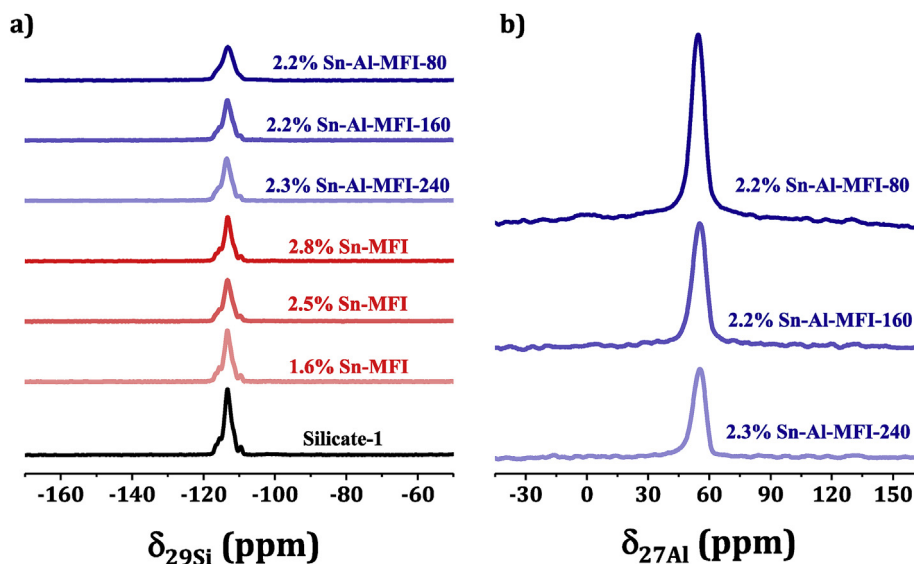 a)
2.2% Sn-Al-MFI-80
2.2% Sn-Al-MFI-160
2.3% Sn-Al-MFI-240
2.8% Sn-MFI
2.5% Sn-MFI
1.6% Sn-MFI
Silicate-1
-160 -140 -120 -100 -80 -60
δ29Si (ppm)
b)
2.2% Sn-Al-MFI-80
2.2% Sn-Al-MFI-160
2.3% Sn-Al-MFI-240
-30 0 30 60 90 120 150
δ27Al (ppm)